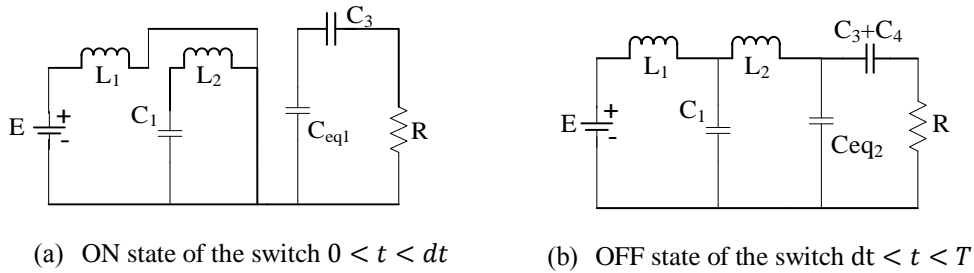 C₃
L₁
L₂
C₁
E
+
-
C_eq1
R
(a) ON state of the switch 0 < t < dt
C₃+C₄
L₁
L₂
C₁
E
+
-
Ceq₂
R
(b) OFF state of the switch dt < t < T